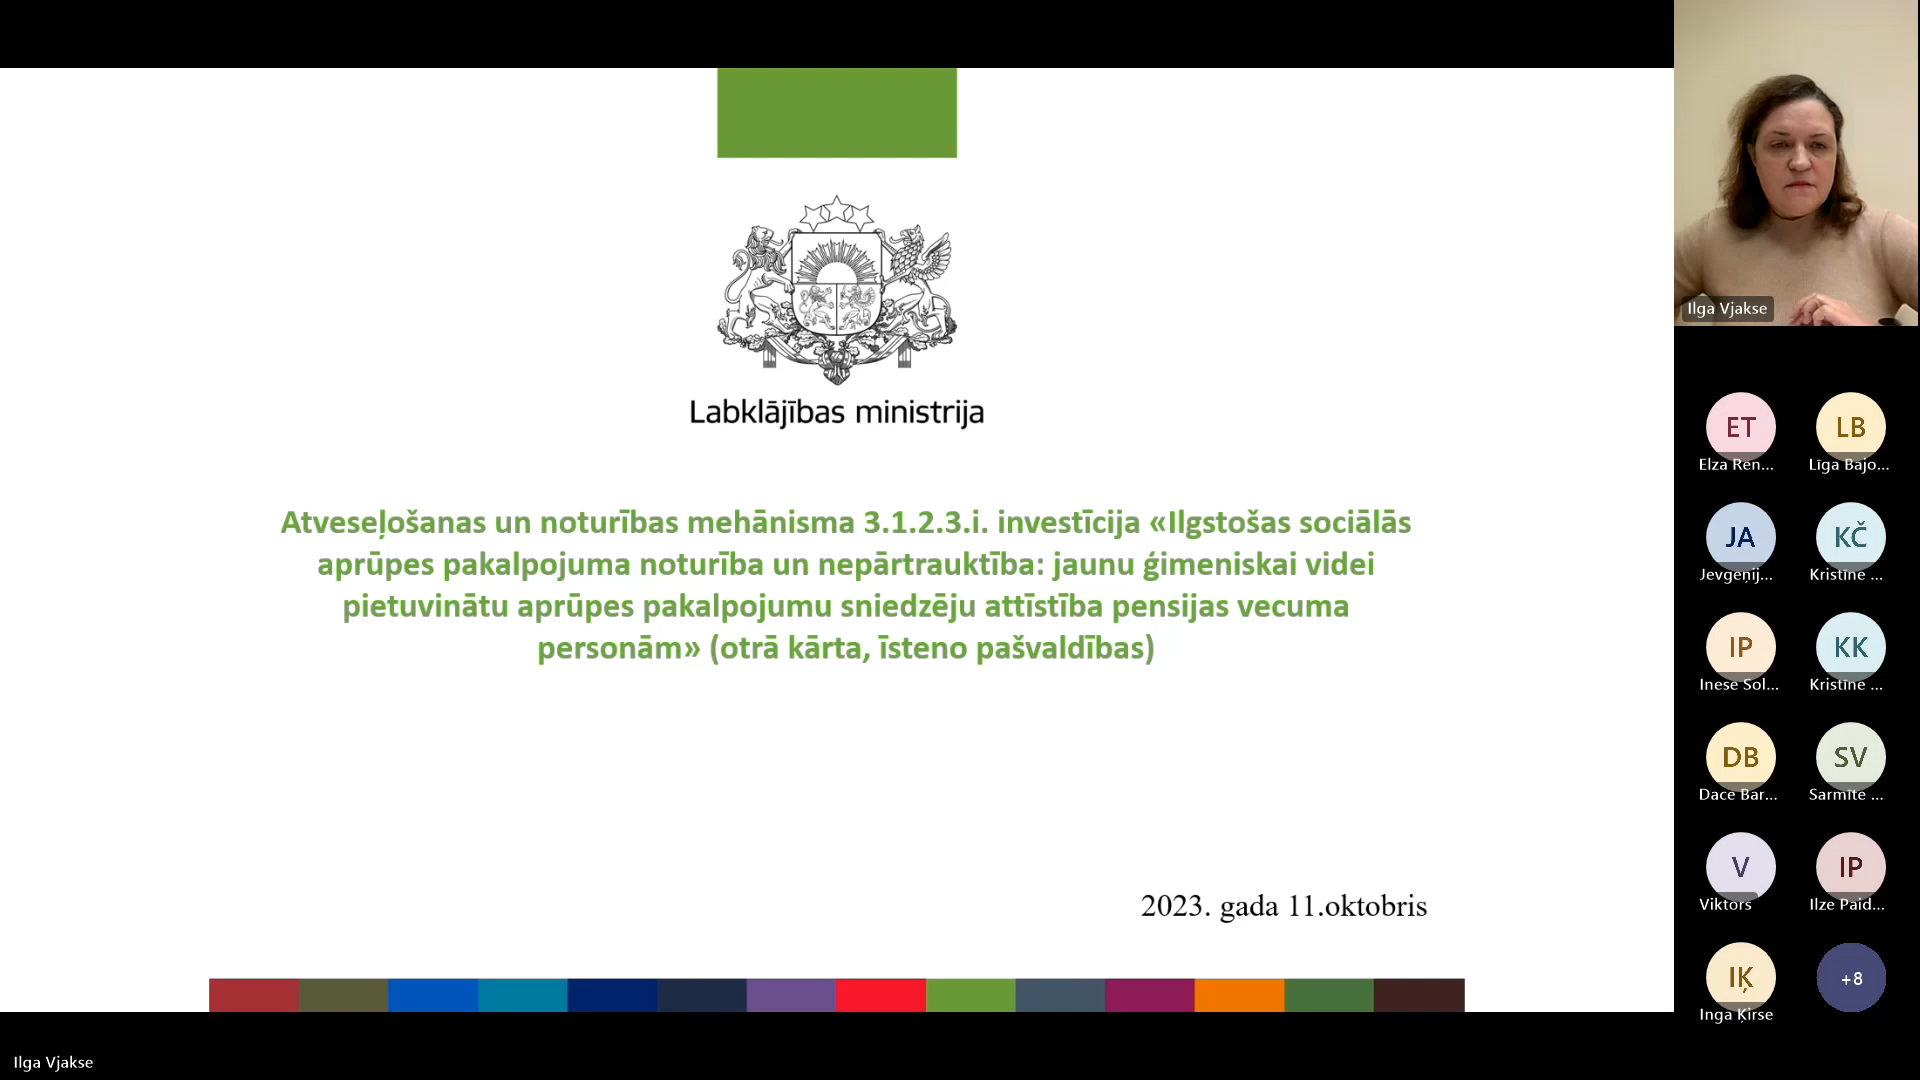 Labklājības ministrija
Atveseļošanas un noturības mehānisma 3.1.2.3.i. investīcija «Ilgstošas sociālās
aprūpes pakalpojuma noturība un nepārtrauktība: jaunu ģimeniskai videi
pietuvinātu aprūpes pakalpojumu sniedzēju attīstība pensijas vecuma
personām» (otrā kārta, īsteno pašvaldības)
2023. gada 11.oktobris
Ilga Vjakse
Ilga Vjakse
ET
Elza Ren...
LB
Līga Bajo...
JA
Jevgeņij...
KČ
Kristīne ...
IP
Inese Sol...
KK
Kristīne ...
DB
Dace Bar...
SV
Sarmīte ...
V
Viktors
IP
Ilze Paid...
IĶ
Inga Ķirse
+8